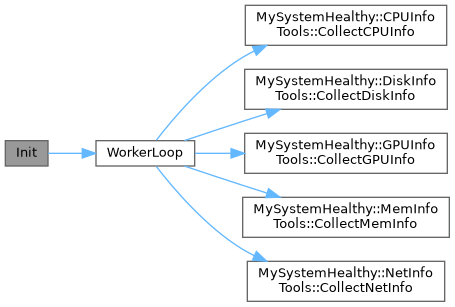 MySystemHealthy::CPUInfo
Tools::CollectCPUInfo
MySystemHealthy::DiskInfo
Tools::CollectDiskInfo
Init
WorkerLoop
MySystemHealthy::GPUInfo
Tools::CollectGPUInfo
MySystemHealthy::MemInfo
Tools::CollectMemInfo
MySystemHealthy::NetInfo
Tools::CollectNetInfo